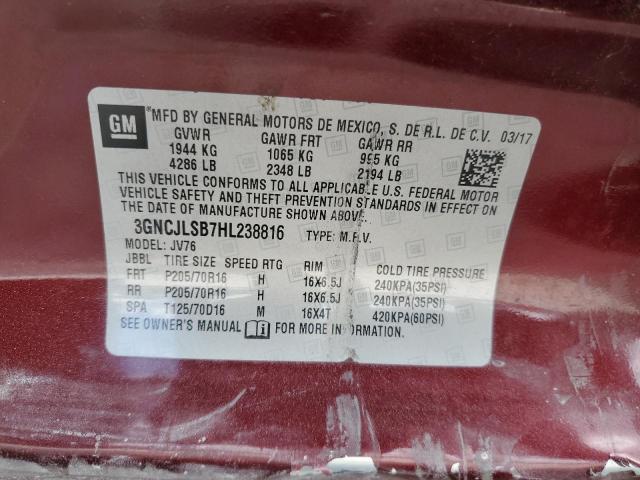 GM
®MFD BY GENERAL MOTORS DE MEXICO, S. DE R.L. DE C.V. 03/17
GVWR GAWR FRT GAWR RR
1944 KG 1065 KG 995 KG
4286 LB 2348 LB 2194 LB
THIS VEHICLE CONFORMS TO ALL APPLICABLE U.S. FEDERAL MOTOR
VEHICLE SAFETY AND THEFT PREVENTION STANDARDS IN EFFECT ON
THE DATE OF MANUFACTURE SHOWN ABOVE.
3GNCJLSB7HL238816 TYPE: M.P.V.
MODEL: JV76
JBBL TIRE SIZE SPEED RTG RIM COLD TIRE PRESSURE
FRT P205/70R16 H 16X6.5J 240KPA(35PSI)
RR P205/70R16 H 16X6.5J 240KPA(35PSI)
SPA T125/70D16 M 16X4T 420KPA(60PSI)
SEE OWNER'S MANUAL FOR MORE INFORMATION.